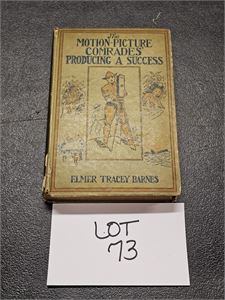 The
MOTION PICTURE
COMRADES
PRODUCING A SUCCESS
ELMER TRACEY BARNES
LOT
73